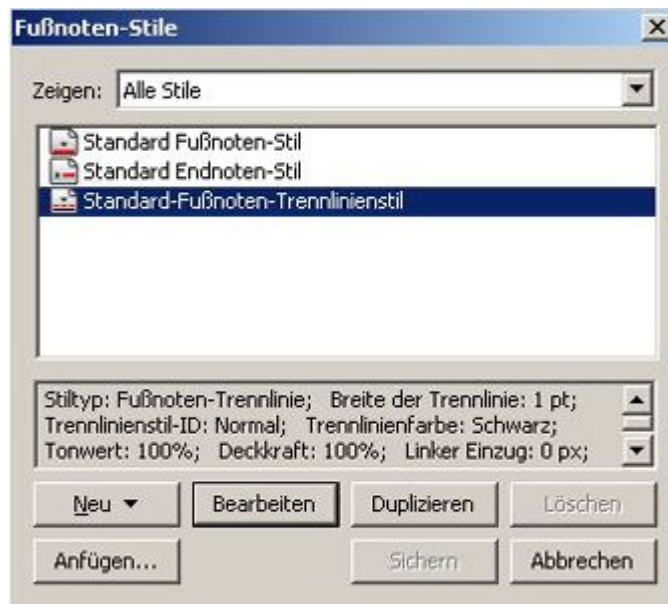 Fußnoten-Stile
Zeigen: Alle Stile
Standard Fußnoten-Stil
Standard Endnoten-Stil
Standard-Fußnoten-Trennlinienstil
Stiltyp: Fußnoten-Trennlinie; Breite der Trennlinie: 1 pt;
Trennlinienstil-ID: Normal; Trennlinienfarbe: Schwarz;
Tonwert: 100%; Deckkraft: 100%; Linker Einzug: 0 px;
Neu Bearbeiten Duplizieren Löschen
Anfügen... Sichern Abbrechen